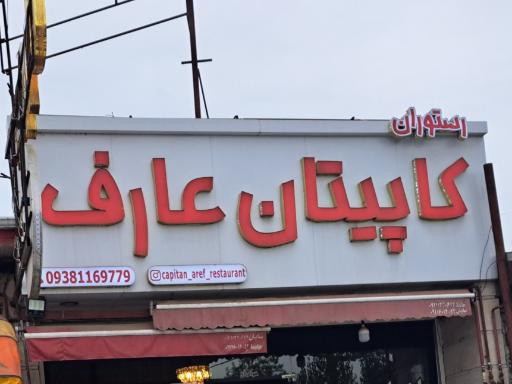 رستوران
کاپیتان عارف
09381169779
capitan_aref_restaurant